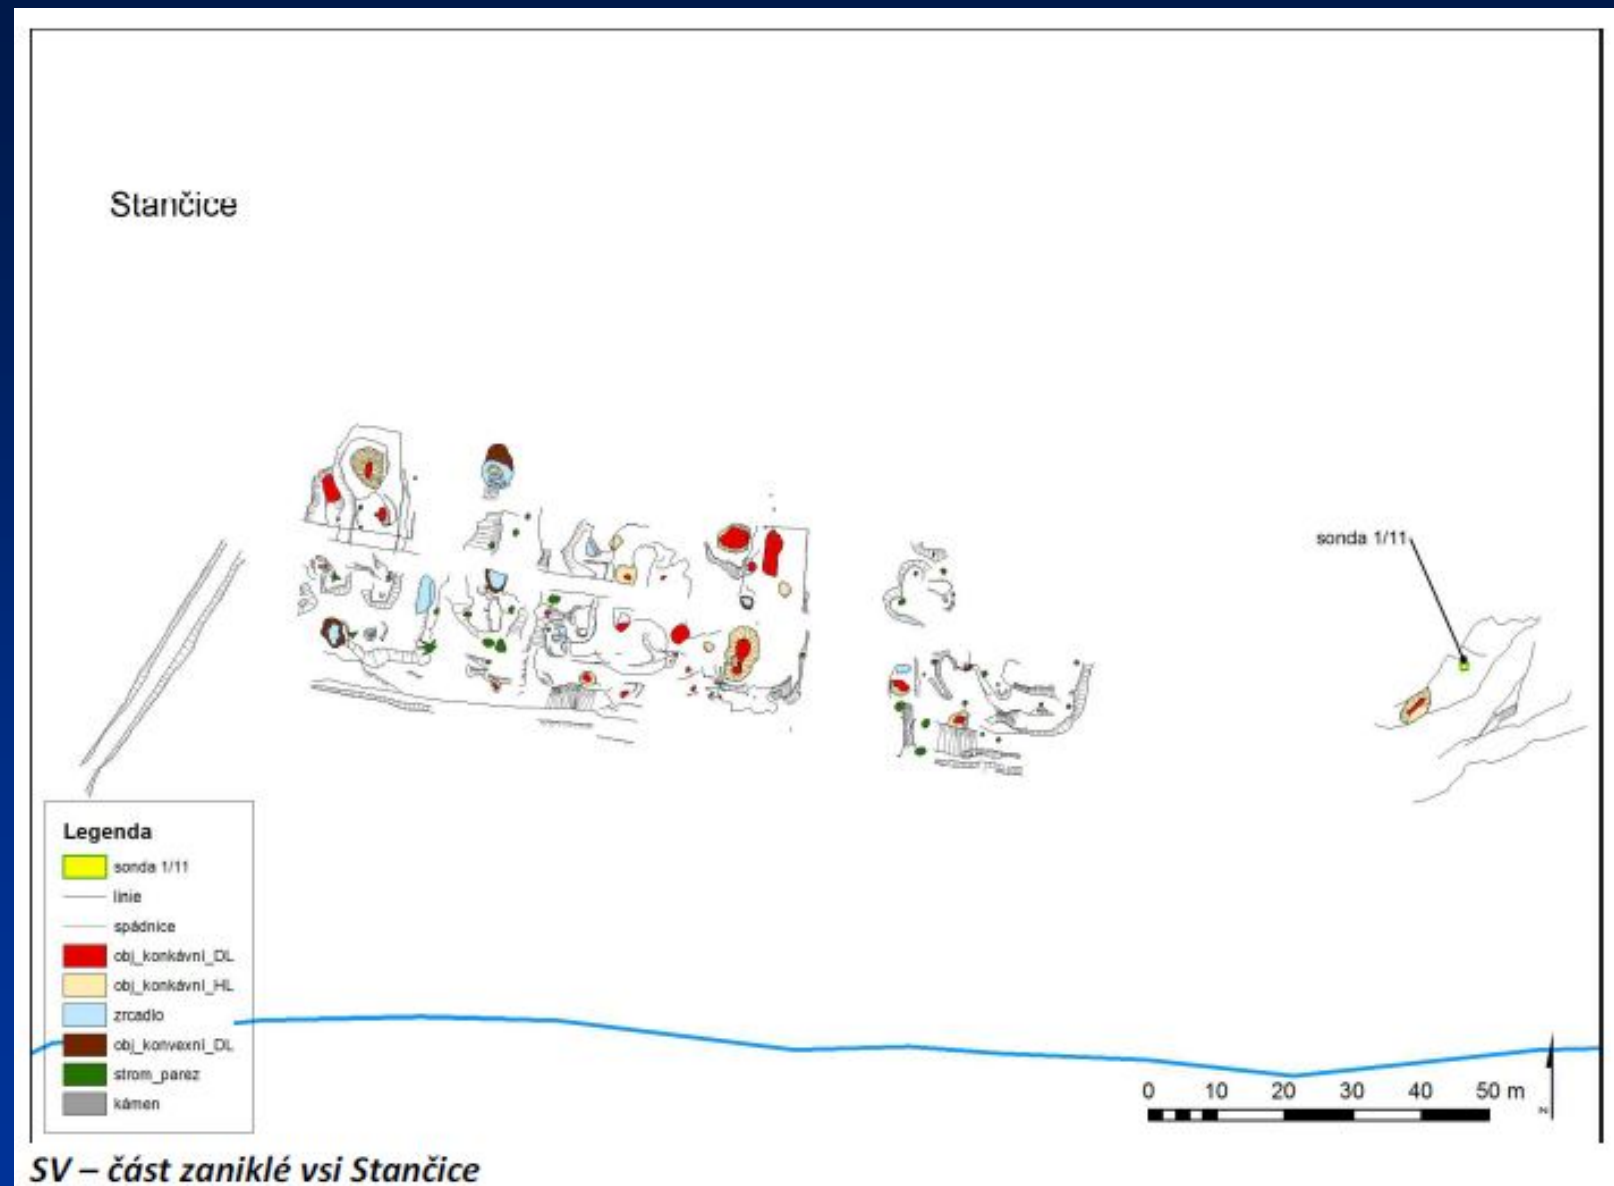 Stančice
sonda 1/11
Legenda
sonda 1/11
linie
spádnice
obj_konkávní_DL
obj_konkávní_HL
zrcadlo
obj_konvexní_DL
strom_parez
kámen
0 10 20 30 40 50 m
N
SV – část zaniklé vsi Stančice